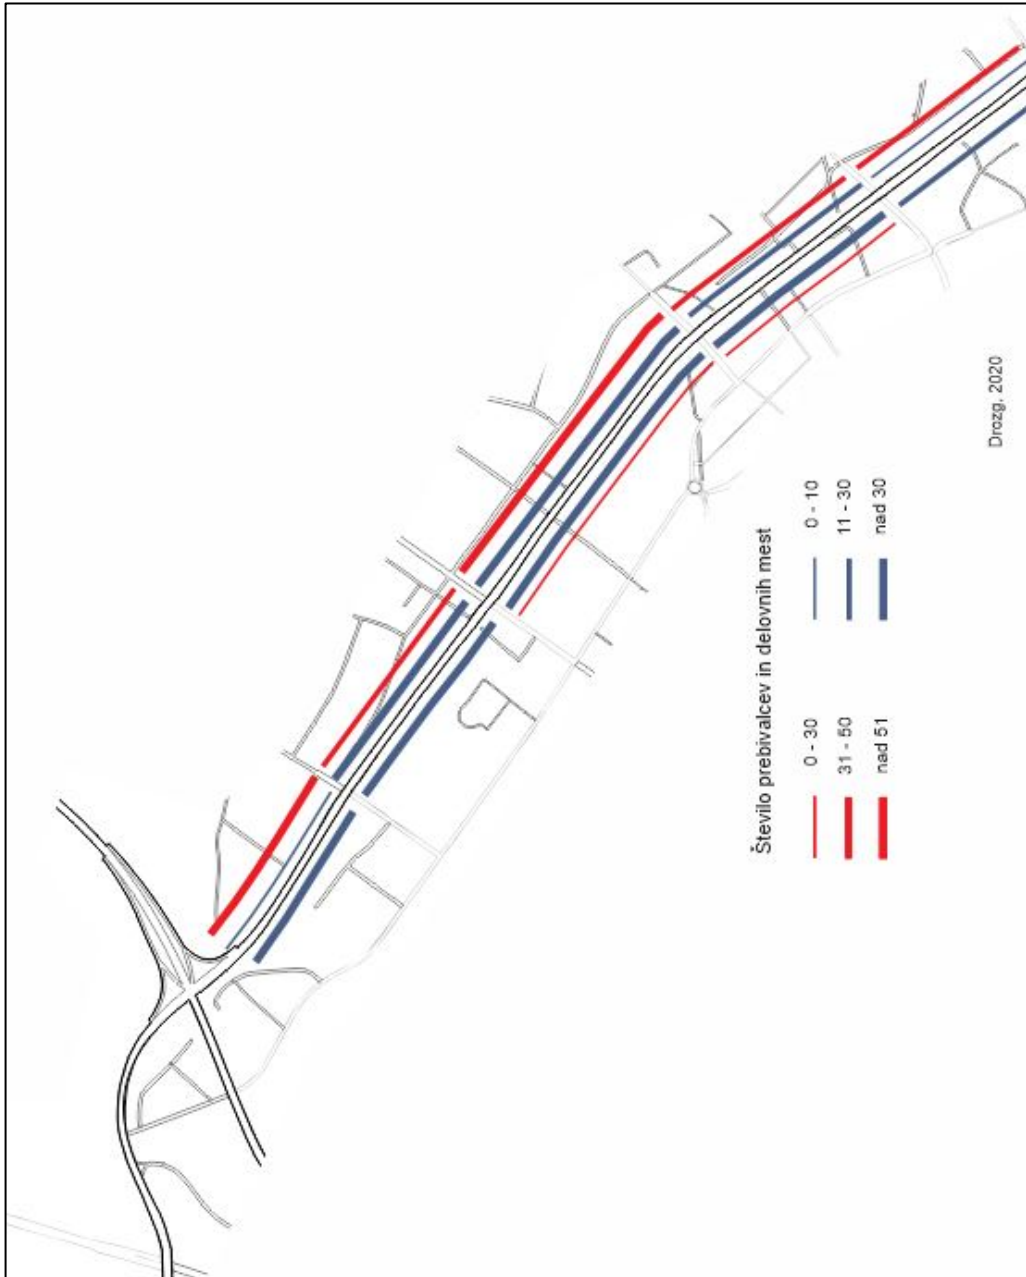 Število prebivalcev in delovnih mest
0 - 30
31 - 50
nad 51
0 - 10
11 - 30
nad 30
Drozg, 2020